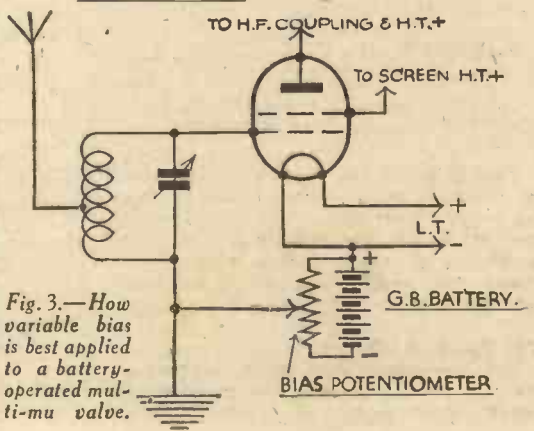 TO H.F. COUPLING & H.T.+
TO SCREEN H.T.+
+
L.T.
-
+
G.B. BATTERY.
-
BIAS POTENTIOMETER
Fig. 3.—How
variable bias
is best applied
to a battery-
operated mul-
ti-mu valve.